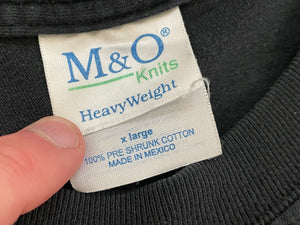 M&O®
Knits
HeavyWeight
x large
100% PRE SHRUNK COTTON
MADE IN MEXICO